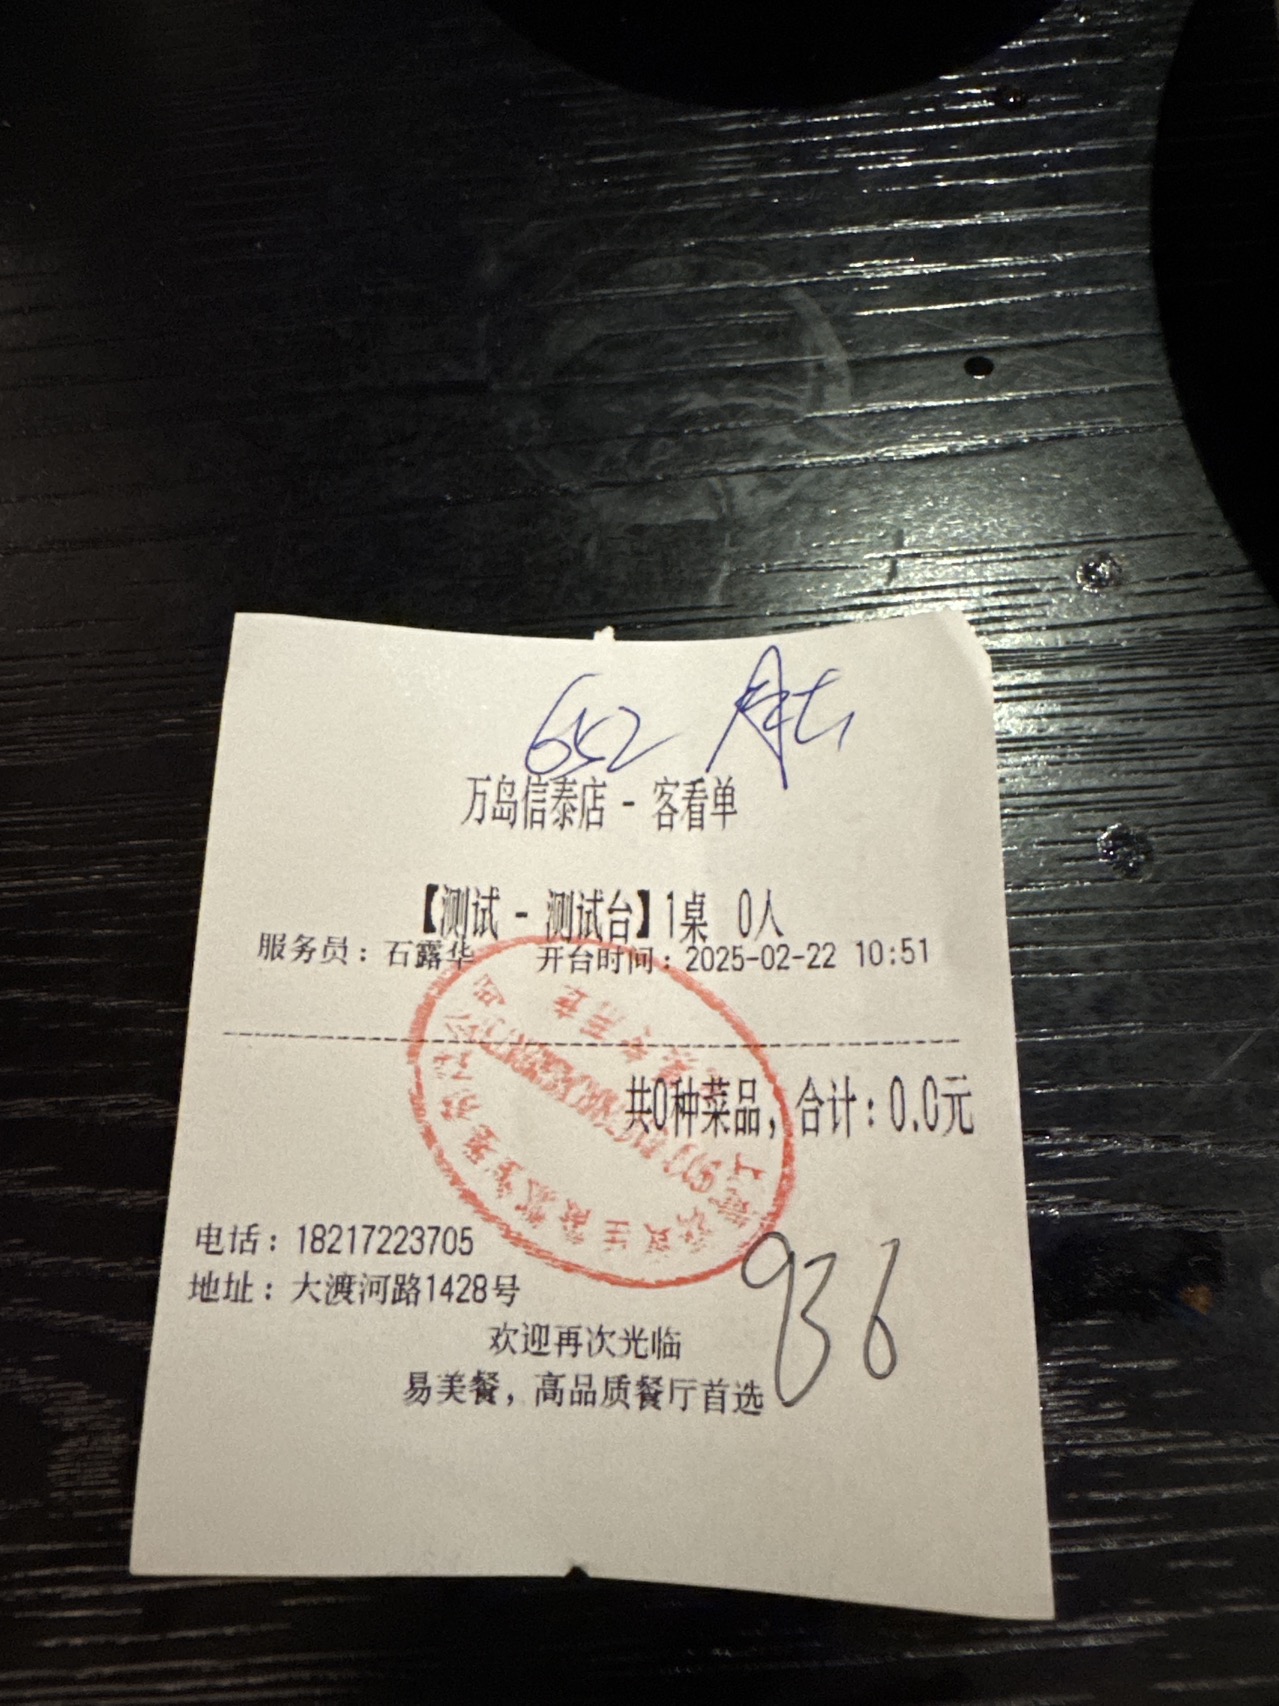 652
万岛信泰店 - 客看单
【测试 - 测试台】1桌 0人
服务员：石露华 开台时间：2025-02-22 10:51
共0种菜品，合计：0.0元
电话：18217223705
地址：大渡河路1428号
936
欢迎再次光临
易美餐，高品质餐厅首选